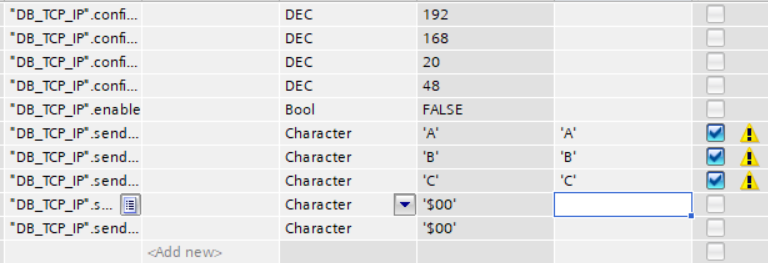 "DB_TCP_IP".confi... DEC 192
"DB_TCP_IP".confi... DEC 168
"DB_TCP_IP".confi... DEC 20
"DB_TCP_IP".confi... DEC 48
"DB_TCP_IP".enable Bool FALSE
"DB_TCP_IP".send... Character 'A' 'A'
"DB_TCP_IP".send... Character 'B' 'B'
"DB_TCP_IP".send... Character 'C' 'C'
"DB_TCP_IP".s... Character '$00'
"DB_TCP_IP".send... Character '$00'
<Add new>